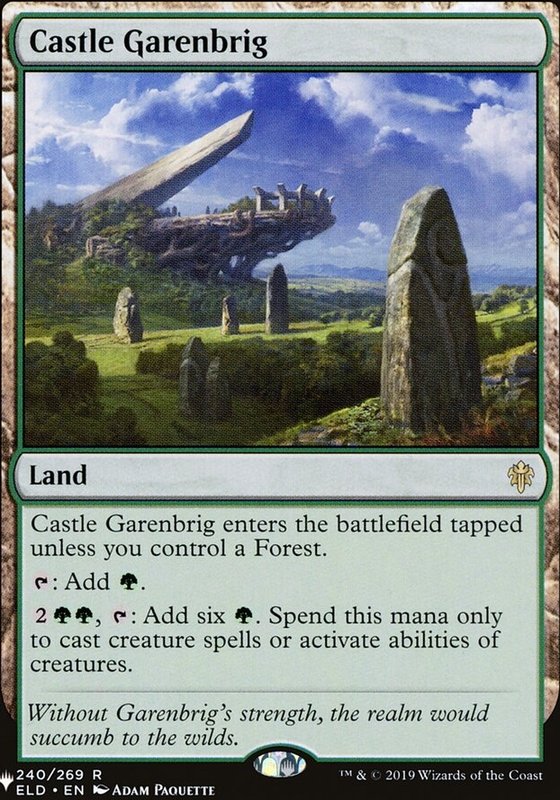 Castle Garenbrig
Land
Castle Garenbrig enters the battlefield tapped
unless you control a Forest.
: Add .
2, : Add six . Spend this mana only
to cast creature spells or activate abilities of
creatures.
Without Garenbrig's strength, the realm would
succumb to the wilds.
240/269 R
ELD • EN Adam Paquette
™ & © 2019 Wizards of the Coast